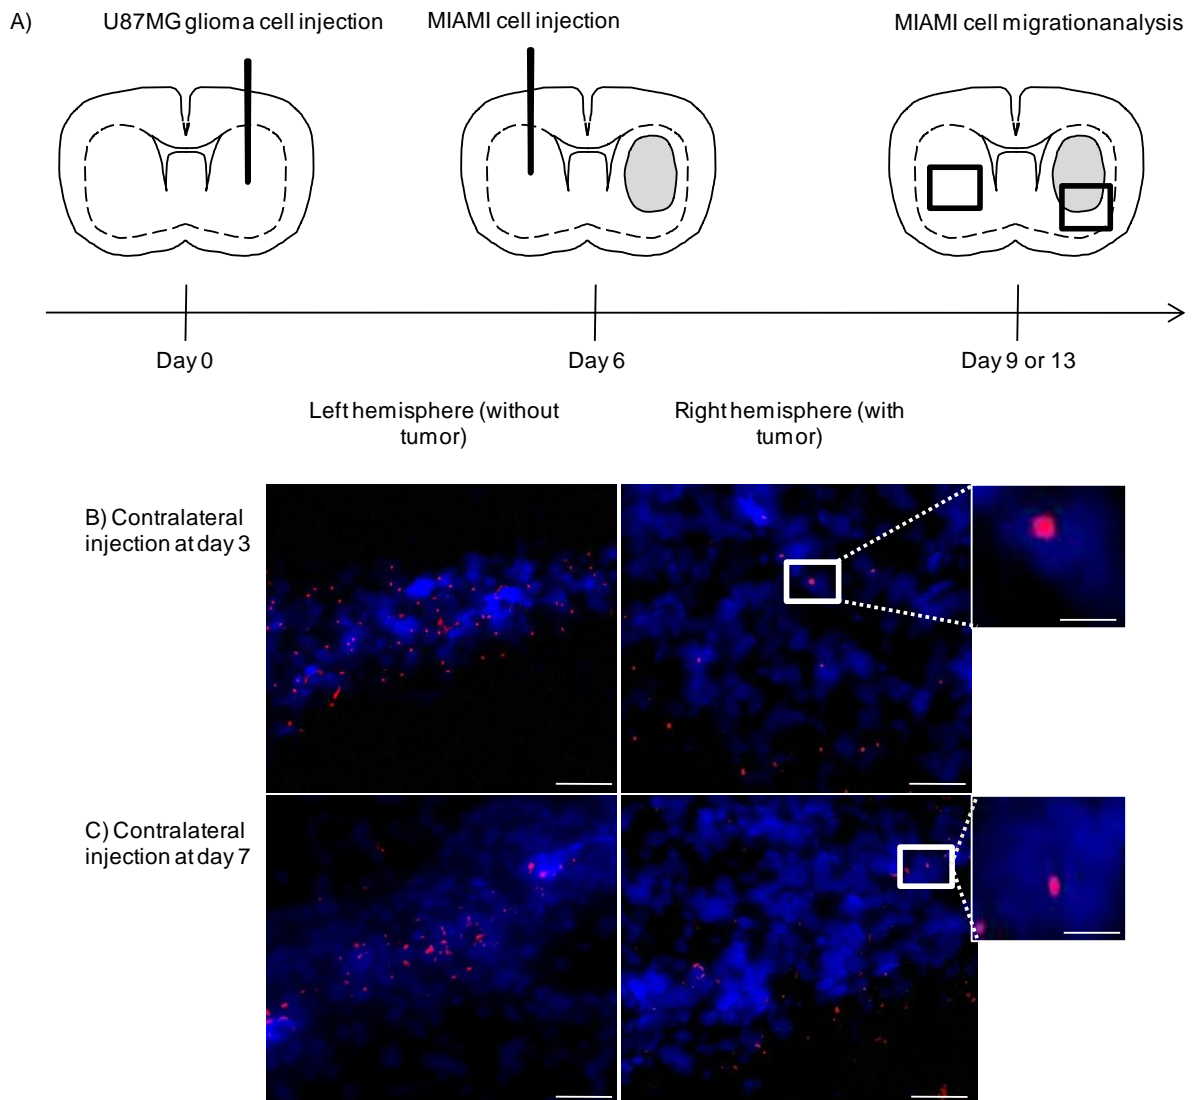 A)
U87MG glioma cell injection
MIAMI cell injection
MIAMI cell migrationanalysis
Day 0
Day 6
Day 9 or 13
Left hemisphere (without
tumor)
Right hemisphere (with
tumor)
B) Contralateral
injection at day 3
C) Contralateral
injection at day 7